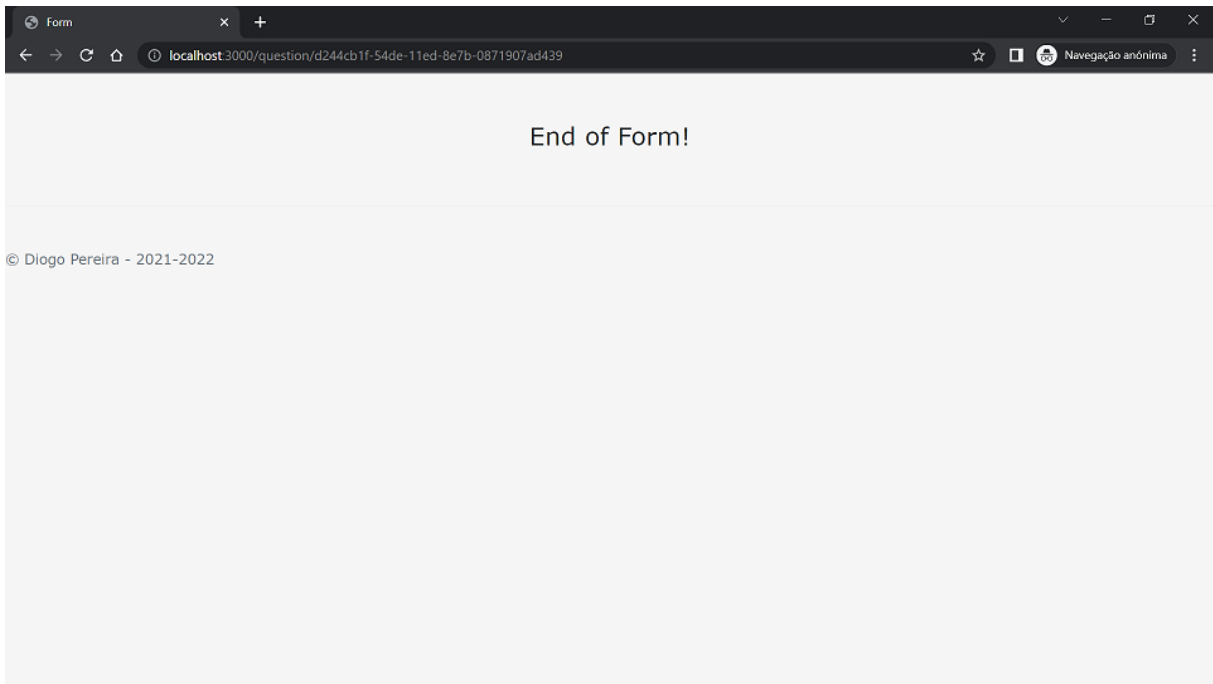 Form
localhost:3000/question/d244cb1f-54de-11ed-8e7b-0871907ad439
Navegação anónima
End of Form!
© Diogo Pereira - 2021-2022